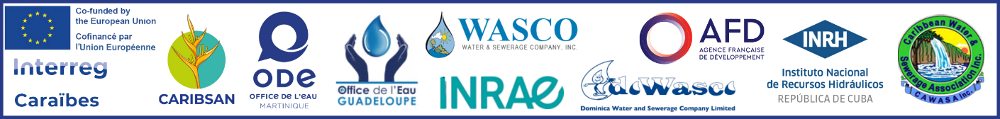 Co-funded by
the European Union
Cofinancé par
l'Union Européenne
Interreg
Caraïbes
CARIBSAN
ODE
OFFICE DE L'EAU
MARTINIQUE
Office de l'Eau
GUADELOUPE
WASCO
WATER & SEWERAGE COMPANY, INC.
INRAE
dowasco
Dominica Water and Sewerage Company Limited
AFD
AGENCE FRANÇAISE
DE DÉVELOPPEMENT
INRH
Instituto Nacional
de Recursos Hidráulicos
REPÚBLICA DE CUBA
Caribbean Water &
Sewerage Association Inc.
( C A W A S A Inc.)